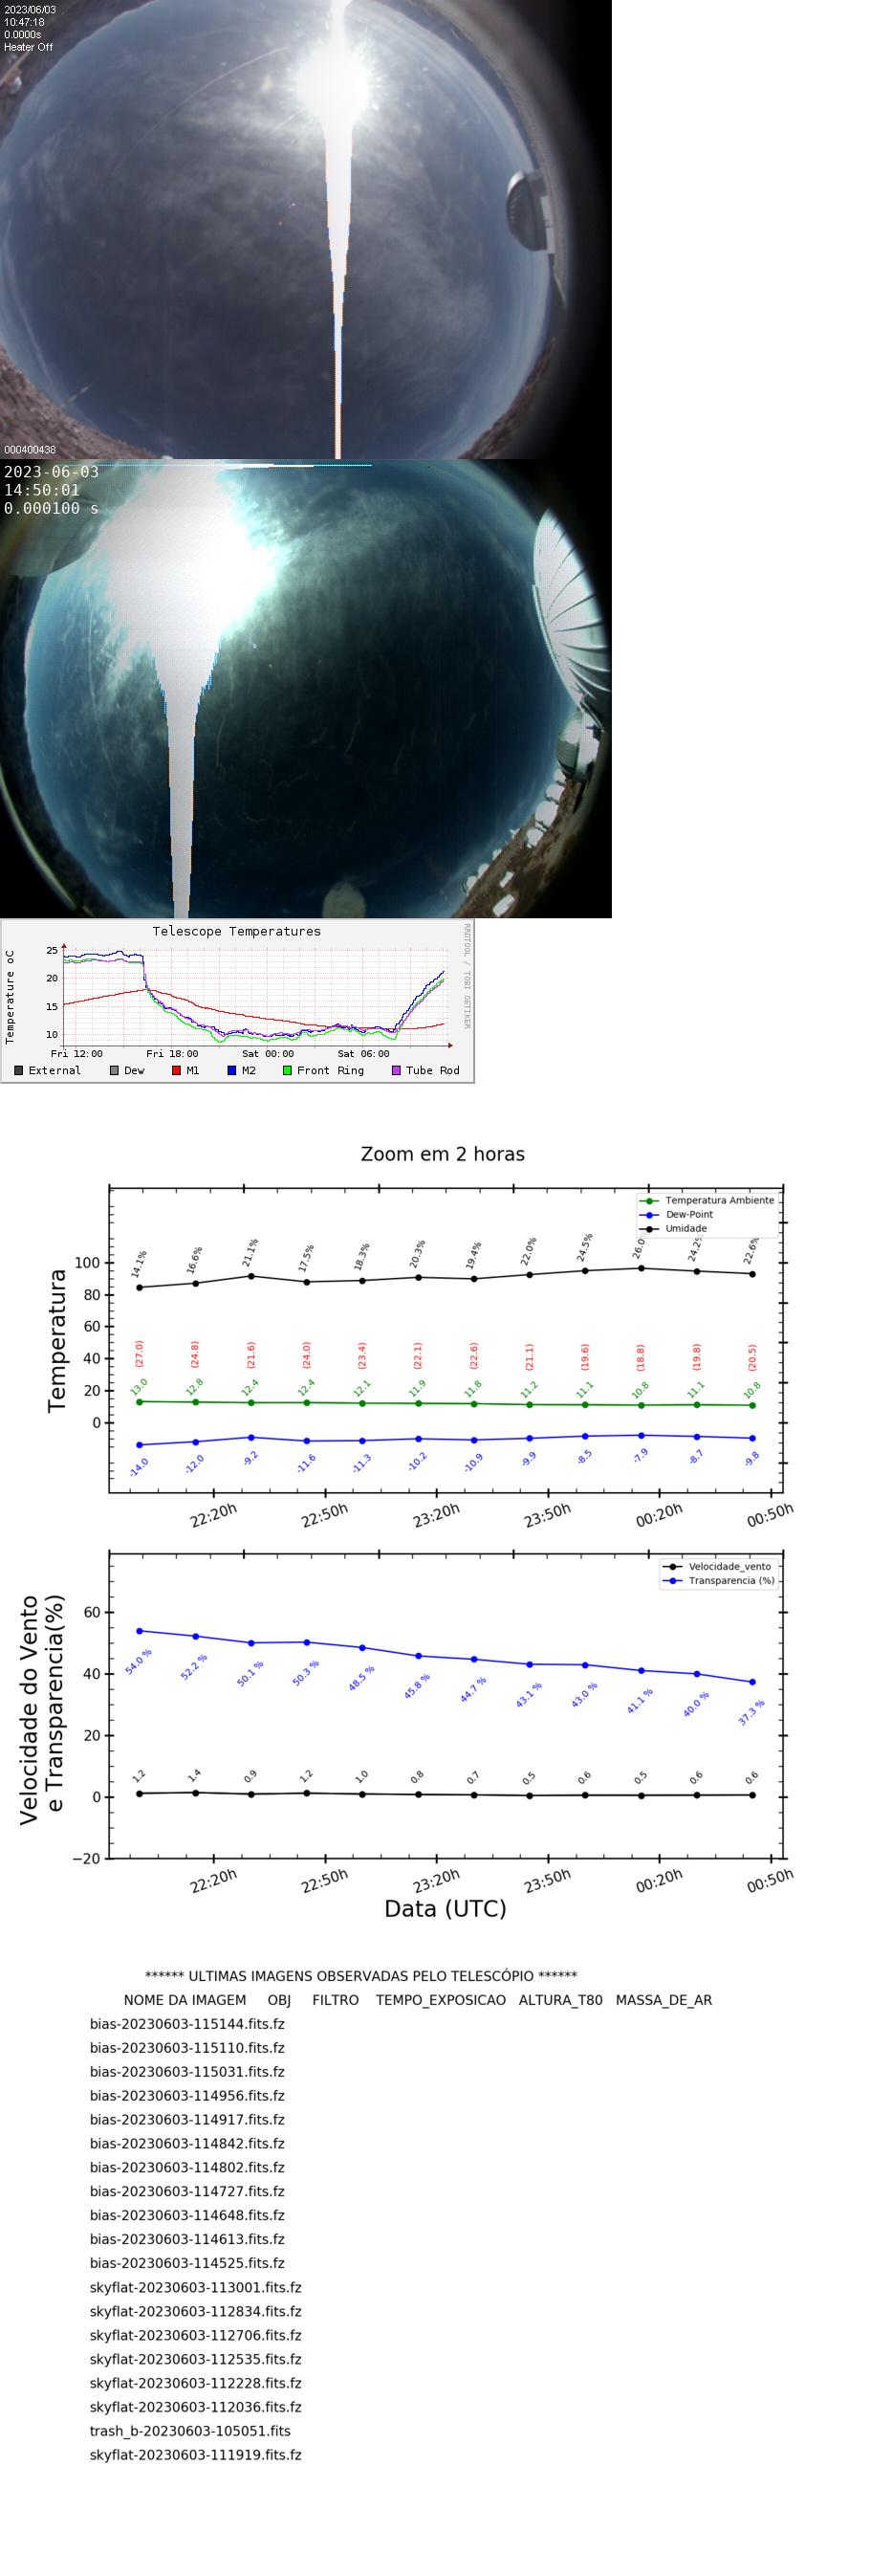 2023/06/03
10:47:18
0.0000s
Heater Off
000400438
2023-06-03
14:50:01
0.000100 s
Telescope Temperatures
RRDTOOL / TOBI OETIKER
Temperature oC
25
20
15
10
Fri 12:00 Fri 18:00 Sat 00:00 Sat 06:00
External Dew M1 M2 Front Ring Tube Rod
Zoom em 2 horas
Temperatura Ambiente
Dew-Point
Umidade
Temperatura
100
80
60
40
20
0
14.1% 16.6% 21.1% 17.5% 18.3% 20.3% 19.4% 22.0% 24.5% 26.0 24.2% 22.6%
(27.0) (24.8) (21.6) (24.0) (23.4) (22.1) (22.6) (21.1) (19.6) (18.8) (19.8) (20.5)
13.0 12.8 12.4 12.4 12.1 11.9 11.8 11.2 11.1 10.8 11.1 10.8
-14.0 -12.0 -9.2 -11.6 -11.3 -10.2 -10.9 -9.9 -8.5 -7.9 -8.7 -9.8
22:20h 22:50h 23:20h 23:50h 00:20h 00:50h
Velocidade_vento
Transparencia (%)
Velocidade do Vento
e Transparencia(%)
60
40
20
0
−20
54.0 % 52.2 % 50.1 % 50.3 % 48.5 % 45.8 % 44.7 % 43.1 % 43.0 % 41.1 % 40.0 % 37.3 %
1.2 1.4 0.9 1.2 1.0 0.8 0.7 0.5 0.6 0.5 0.6 0.6
22:20h 22:50h 23:20h 23:50h 00:20h 00:50h
Data (UTC)
****** ULTIMAS IMAGENS OBSERVADAS PELO TELESCÓPIO ******
NOME DA IMAGEM OBJ FILTRO TEMPO_EXPOSICAO ALTURA_T80 MASSA_DE_AR
bias-20230603-115144.fits.fz
bias-20230603-115110.fits.fz
bias-20230603-115031.fits.fz
bias-20230603-114956.fits.fz
bias-20230603-114917.fits.fz
bias-20230603-114842.fits.fz
bias-20230603-114802.fits.fz
bias-20230603-114727.fits.fz
bias-20230603-114648.fits.fz
bias-20230603-114613.fits.fz
bias-20230603-114525.fits.fz
skyflat-20230603-113001.fits.fz
skyflat-20230603-112834.fits.fz
skyflat-20230603-112706.fits.fz
skyflat-20230603-112535.fits.fz
skyflat-20230603-112228.fits.fz
skyflat-20230603-112036.fits.fz
trash_b-20230603-105051.fits
skyflat-20230603-111919.fits.fz